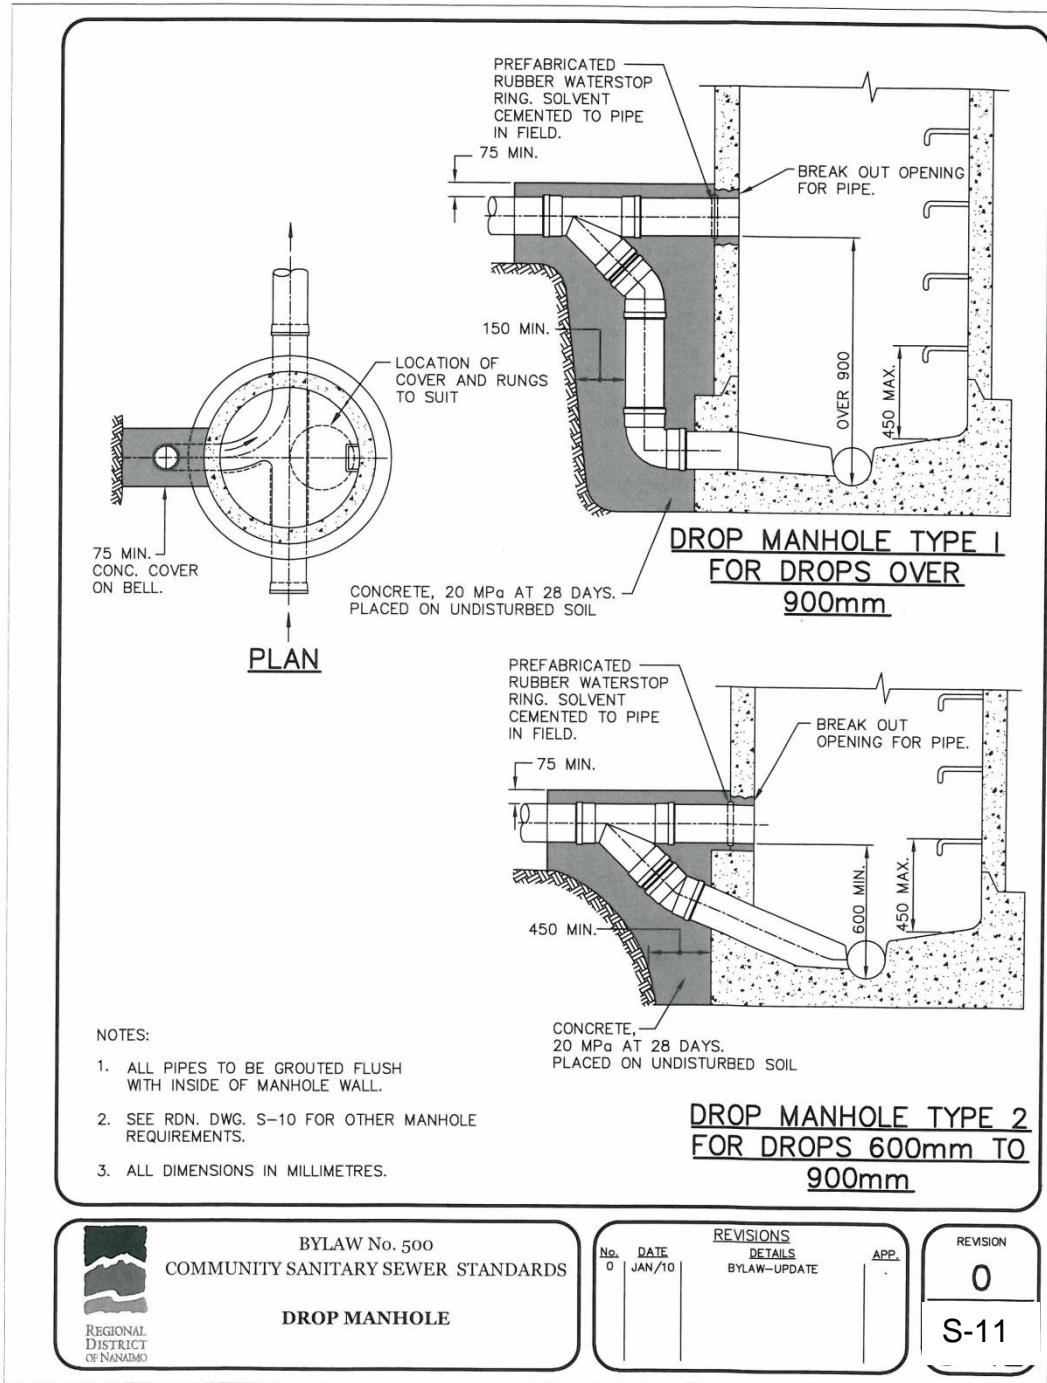 PREFABRICATED
RUBBER WATERSTOP
RING. SOLVENT
CEMENTED TO PIPE
IN FIELD.
75 MIN.
BREAK OUT OPENING
FOR PIPE.
150 MIN.
OVER 900
450 MAX.
LOCATION OF
COVER AND RUNGS
TO SUIT
75 MIN.
CONC. COVER
ON BELL.
CONCRETE, 20 MPa AT 28 DAYS.
PLACED ON UNDISTURBED SOIL
PLAN
DROP MANHOLE TYPE 1
FOR DROPS OVER
900mm
PREFABRICATED
RUBBER WATERSTOP
RING. SOLVENT
CEMENTED TO PIPE
IN FIELD.
75 MIN.
BREAK OUT
OPENING FOR PIPE.
450 MIN.
600 MIN.
450 MAX.
CONCRETE,
20 MPa AT 28 DAYS.
PLACED ON UNDISTURBED SOIL
DROP MANHOLE TYPE 2
FOR DROPS 600mm TO
900mm
NOTES:
1. ALL PIPES TO BE GROUTED FLUSH
WITH INSIDE OF MANHOLE WALL.
2. SEE RDN. DWG. S-10 FOR OTHER MANHOLE
REQUIREMENTS.
3. ALL DIMENSIONS IN MILLIMETRES.
REGIONAL
DISTRICT
OF NANAIMO
BYLAW No. 500
COMMUNITY SANITARY SEWER STANDARDS
DROP MANHOLE
REVISIONS
No. DATE DETAILS APP.
0 JAN/10 BYLAW-UPDATE
REVISION
0
S-11